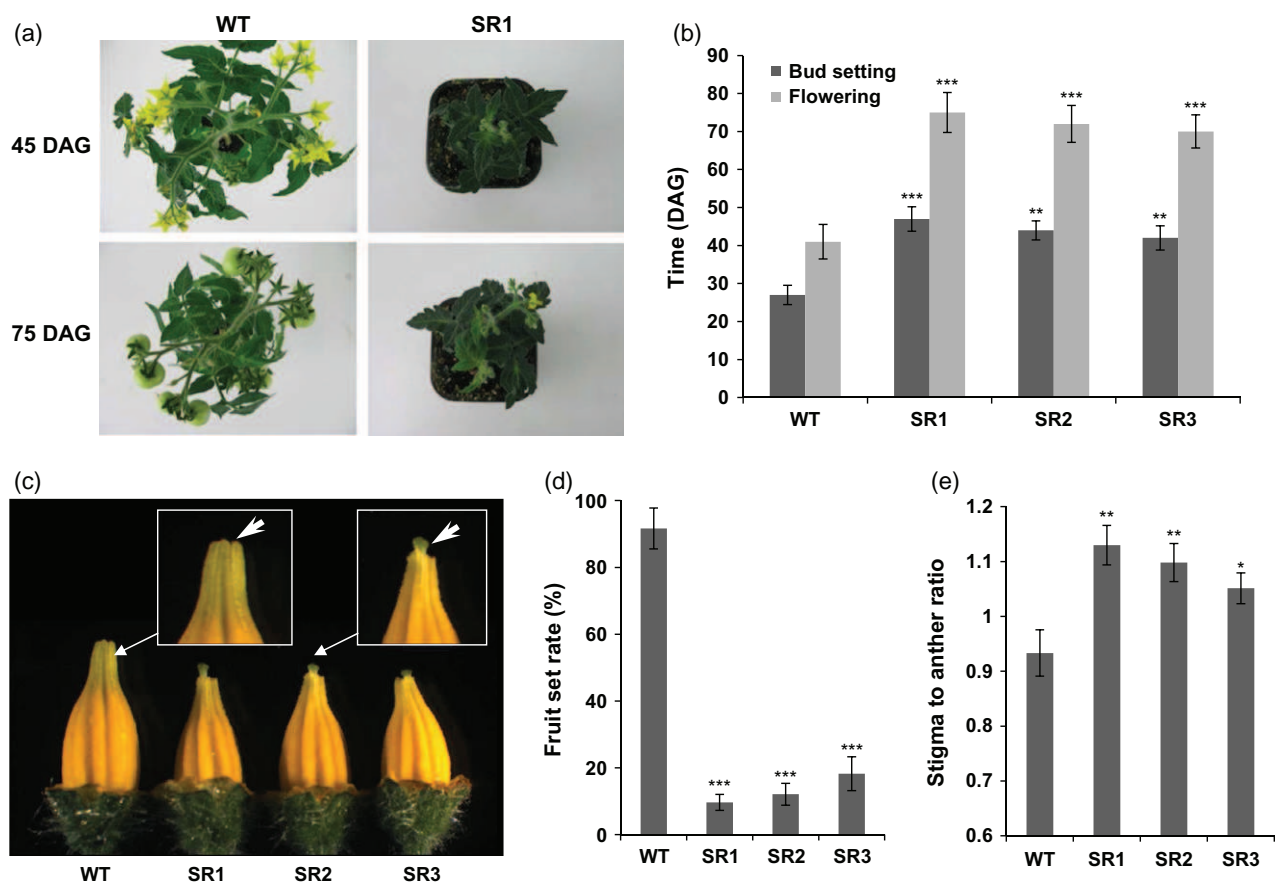 (a)
WT
SR1
45 DAG
75 DAG
(b)
90
80
70
60
50
40
30
20
10
0
Time (DAG)
Bud setting
Flowering
***
***
**
***
**
***
WT
SR1
SR2
SR3
(c)
WT
SR1
SR2
SR3
(d)
100
80
60
40
20
0
Fruit set rate (%)
***
***
***
WT
SR1
SR2
SR3
(e)
1.2
1.1
1
0.9
0.8
0.7
0.6
Stigma to anther ratio
**
**
*
WT
SR1
SR2
SR3